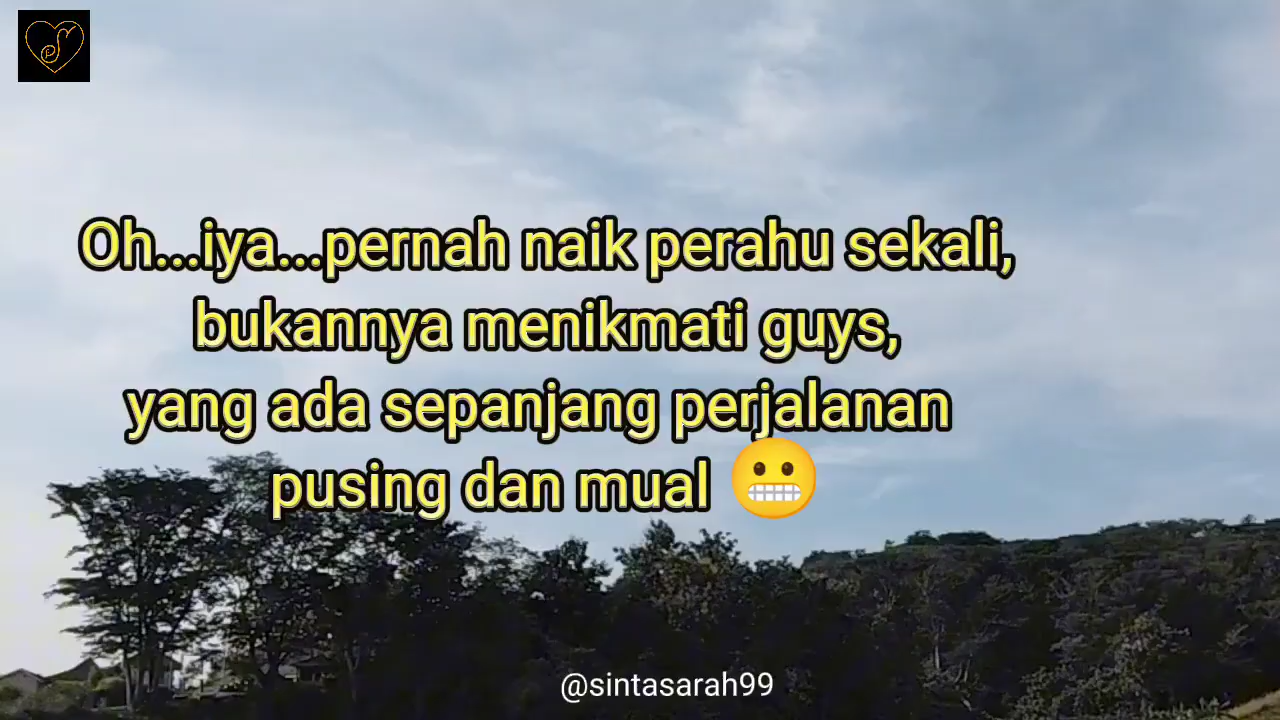 Oh...iya...pernah naik perahu sekali,
bukannya menikmati guys,
yang ada sepanjang perjalanan
pusing dan mual 😬
@sintasarah99